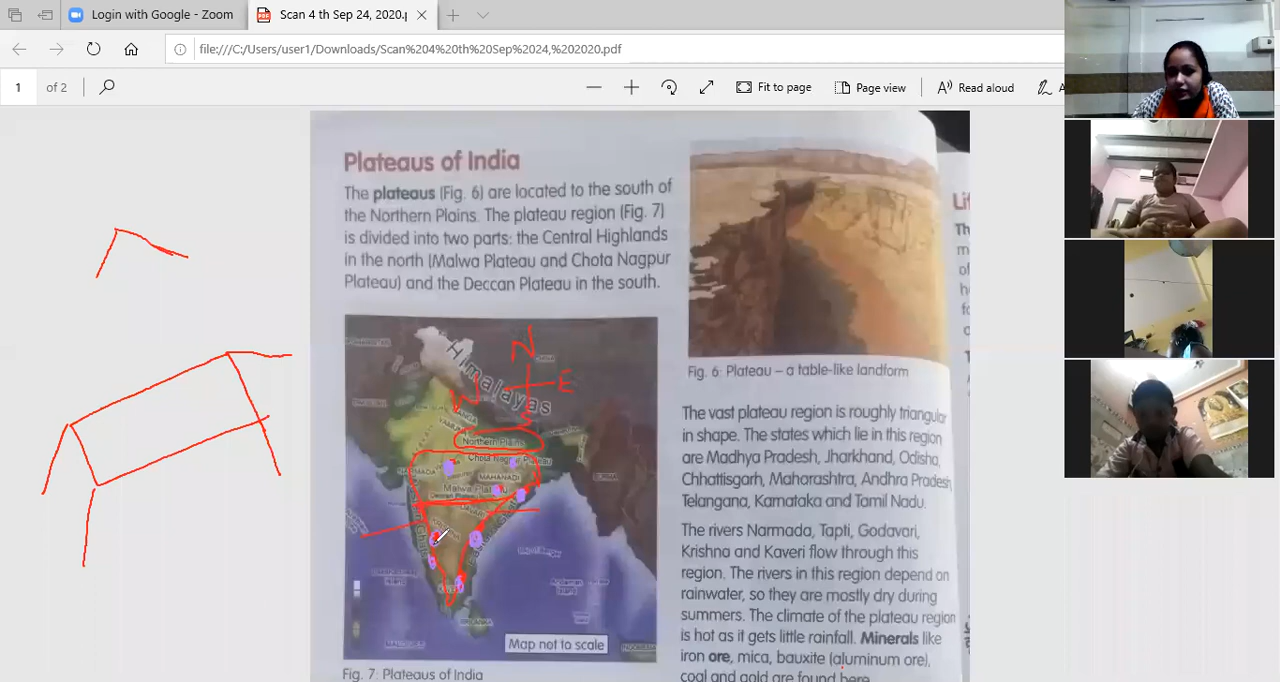 Login with Google - Zoom
Scan 4 th Sep 24, 2020.p
file:///C:/Users/user1/Downloads/Scan%204%20th%20Sep%2024,%202020.pdf
1 of 2
Fit to page
Page view
Read aloud
Plateaus of India
The plateaus (Fig. 6) are located to the south of
the Northern Plains. The plateau region (Fig. 7)
is divided into two parts: the Central Highlands
in the north (Malwa Plateau and Chota Nagpur
Plateau) and the Deccan Plateau in the south.
N
E
W
S
Himalayas
Northern Plains
Chota Nagpur Plateau
NARMADA
MAHANADI
Malwa Plateau
Deccan Plateau
SRI LANKA
Map not to scale
Fig. 7: Plateaus of India
Fig. 6: Plateau – a table-like landform
The vast plateau region is roughly triangular
in shape. The states which lie in this region
are Madhya Pradesh, Jharkhand, Odisha,
Chhattisgarh, Maharashtra, Andhra Pradesh,
Telangana, Karnataka and Tamil Nadu.
The rivers Narmada, Tapti, Godavari,
Krishna and Kaveri flow through this
region. The rivers in this region depend on
rainwater, so they are mostly dry during
summers. The climate of the plateau region
is hot as it gets little rainfall. Minerals like
iron ore, mica, bauxite (aluminum ore),
coal and gold are found here.